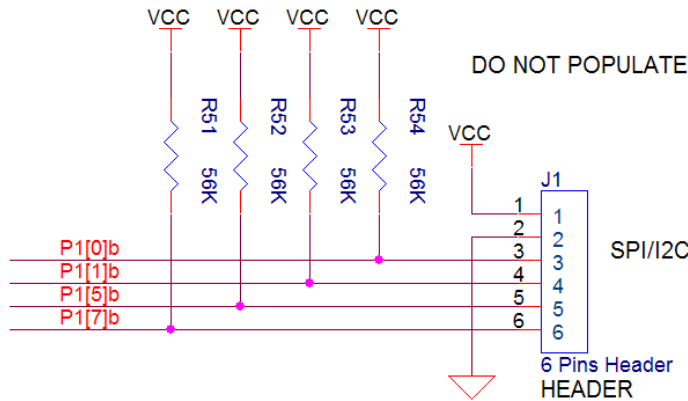 VCC VCC VCC VCC
DO NOT POPULATE
R51 R52 R53 R54
56K 56K 56K 56K
VCC
J1
1 1
2 2
P1[0]b 3 3
SPI/I2C
P1[1]b 4 4
P1[5]b 5 5
P1[7]b 6 6
6 Pins Header
HEADER